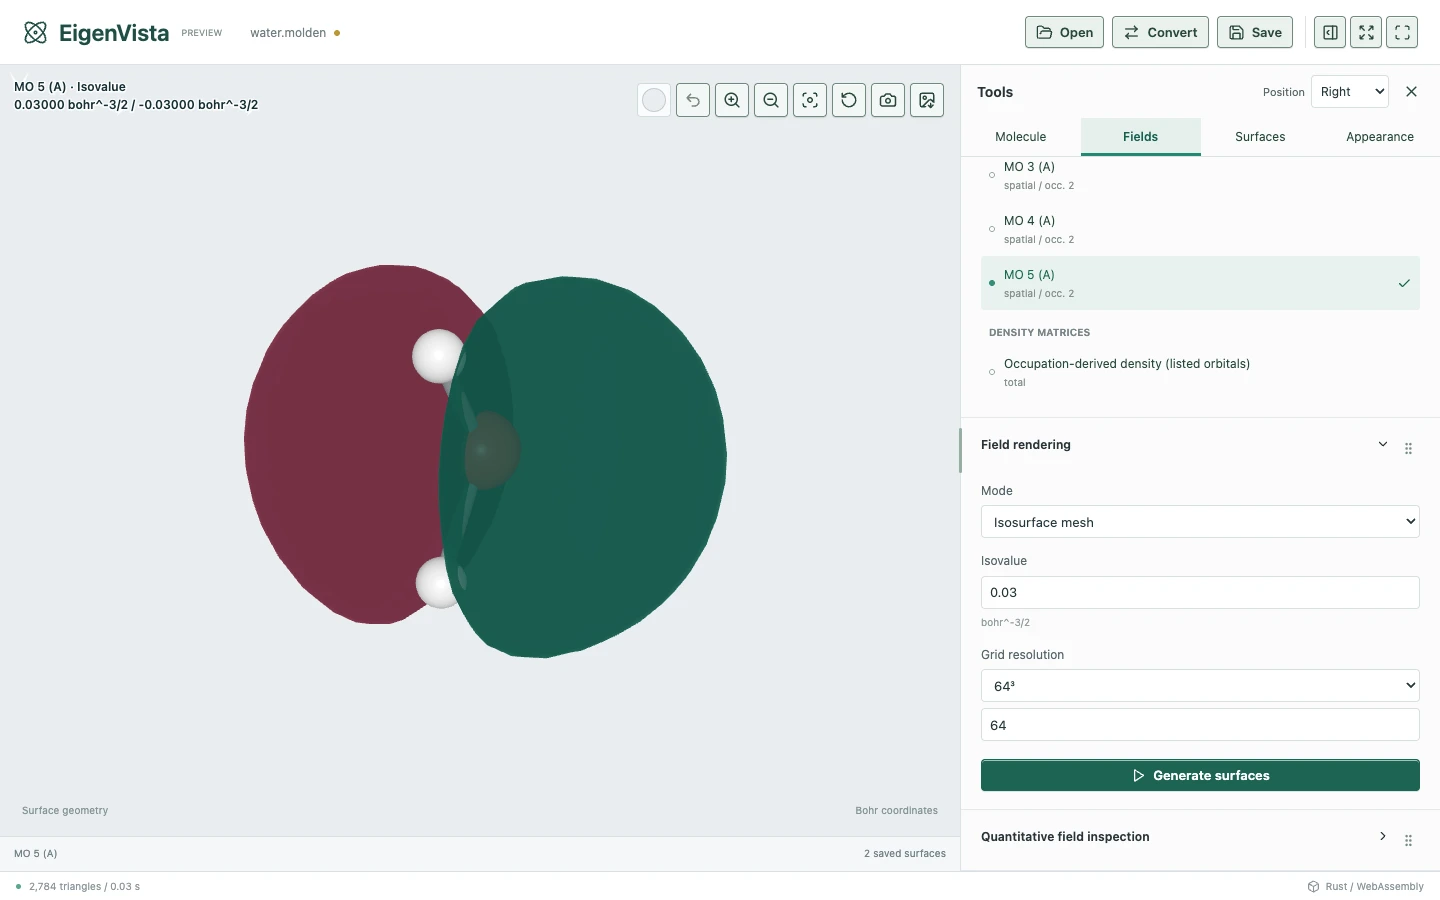 EigenVista PREVIEW water.molden
Open Convert Save
MO 5 (A) · Isovalue
0.03000 bohr^-3/2 / -0.03000 bohr^-3/2
Surface geometry
Bohr coordinates
MO 5 (A)
2 saved surfaces
Tools
Position Right
Molecule Fields Surfaces Appearance
MO 3 (A)
spatial / occ. 2
MO 4 (A)
spatial / occ. 2
MO 5 (A)
spatial / occ. 2
DENSITY MATRICES
Occupation-derived density (listed orbitals)
total
Field rendering
Mode
Isosurface mesh
Isovalue
0.03
bohr^-3/2
Grid resolution
64³
64
Generate surfaces
Quantitative field inspection
2,784 triangles / 0.03 s
Rust / WebAssembly